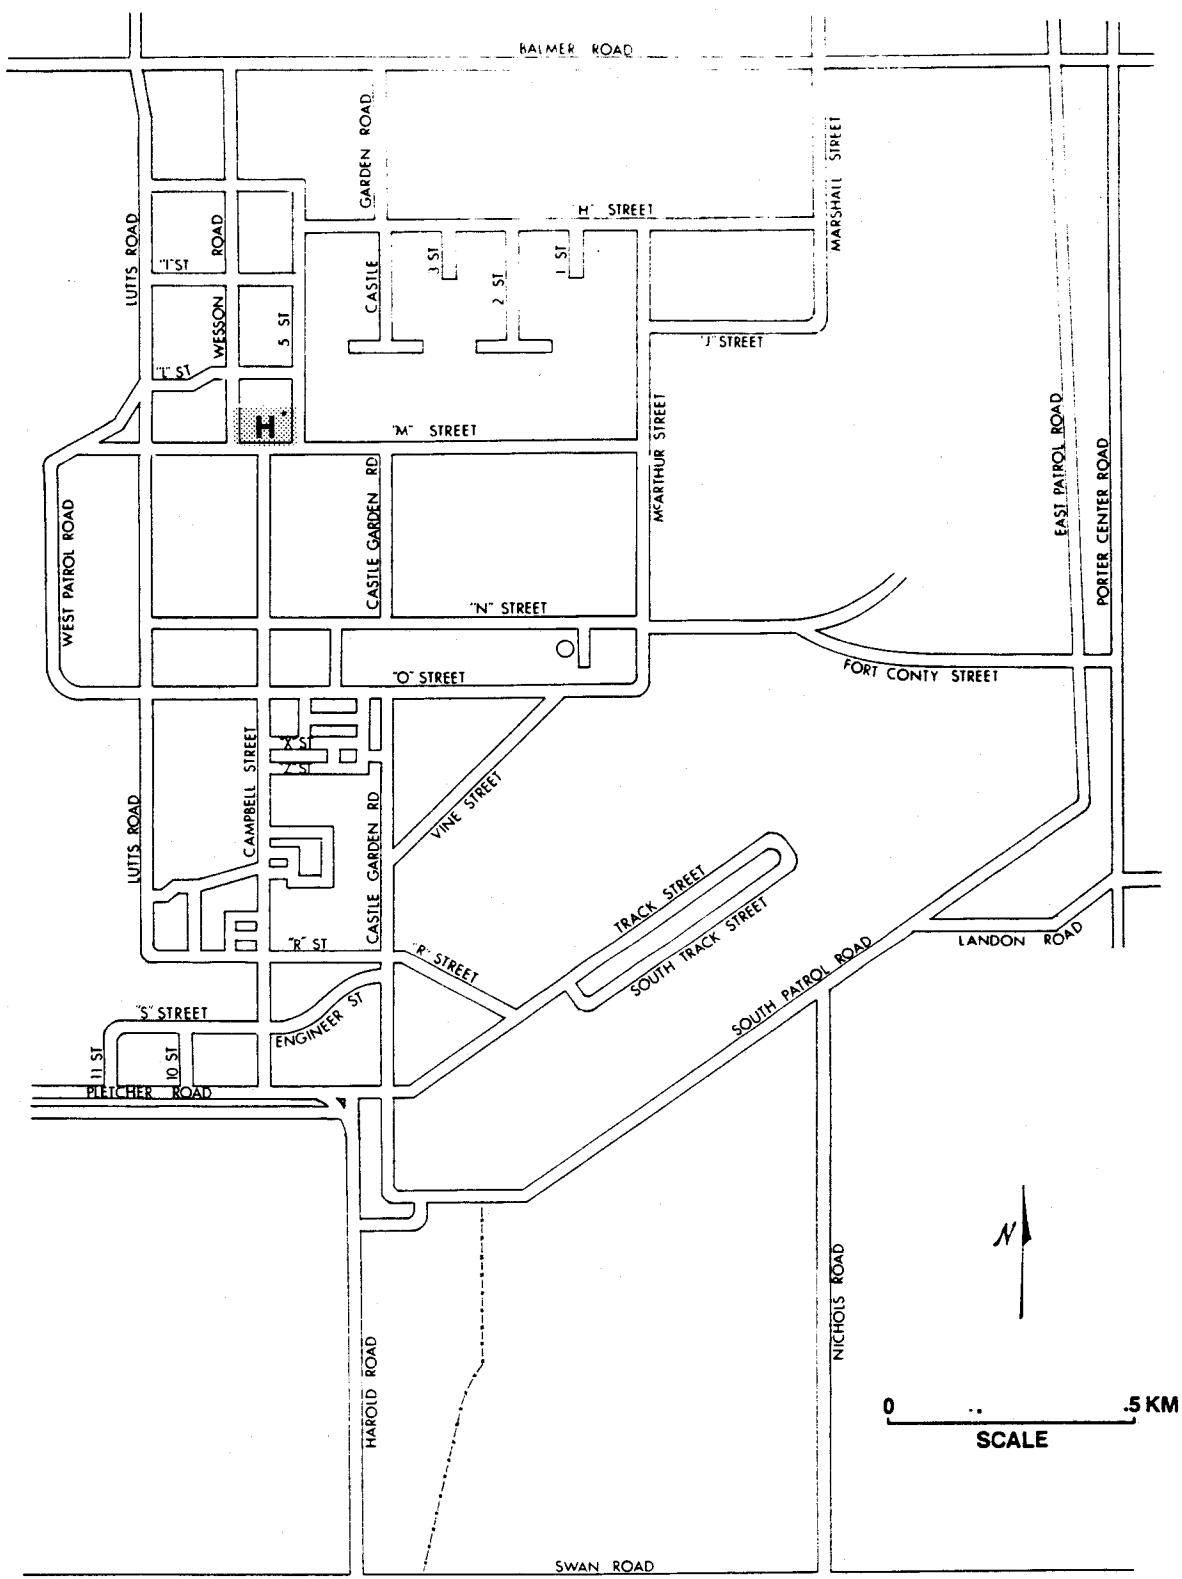 BALMER ROAD
GARDEN ROAD
MARSHALL STREET
LUTTS ROAD
ROAD
H" STREET
"I" ST
3 ST
1 ST
CASTLE
2 ST
WESSON
5 ST
"J" STREET
"L" ST
H
"M" STREET
McARTHUR STREET
EAST PATROL ROAD
PORTER CENTER ROAD
WEST PATROL ROAD
CASTLE GARDEN RD
"N" STREET
"O" STREET
FORT CONTY STREET
"X" ST
"Z" ST
CAMPBELL STREET
VINE STREET
LUTTS ROAD
CASTLE GARDEN RD
TRACK STREET
SOUTH TRACK STREET
LANDON ROAD
"R" ST
"R" STREET
SOUTH PATROL ROAD
"S" STREET
ENGINEER ST
11 ST
10 ST
PLETCHER ROAD
N
NICHOLS ROAD
HAROLD ROAD
0 .5 KM
SCALE
SWAN ROAD